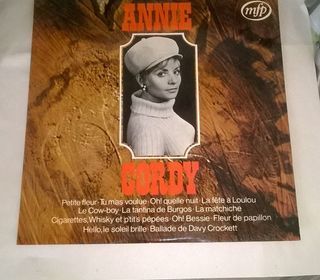 ANNIE
mfp
CORDY
Petite fleur · Tu mas voulue · Oh! quelle nuit · La fête à Loulou
Le Cow-boy · La tantina de Burgos · La matchiche
Cigarettes, Whisky et p'tits pépées · Oh! Bessie · Fleur de papillon
Hello, le soleil brille · Ballade de Davy Crockett